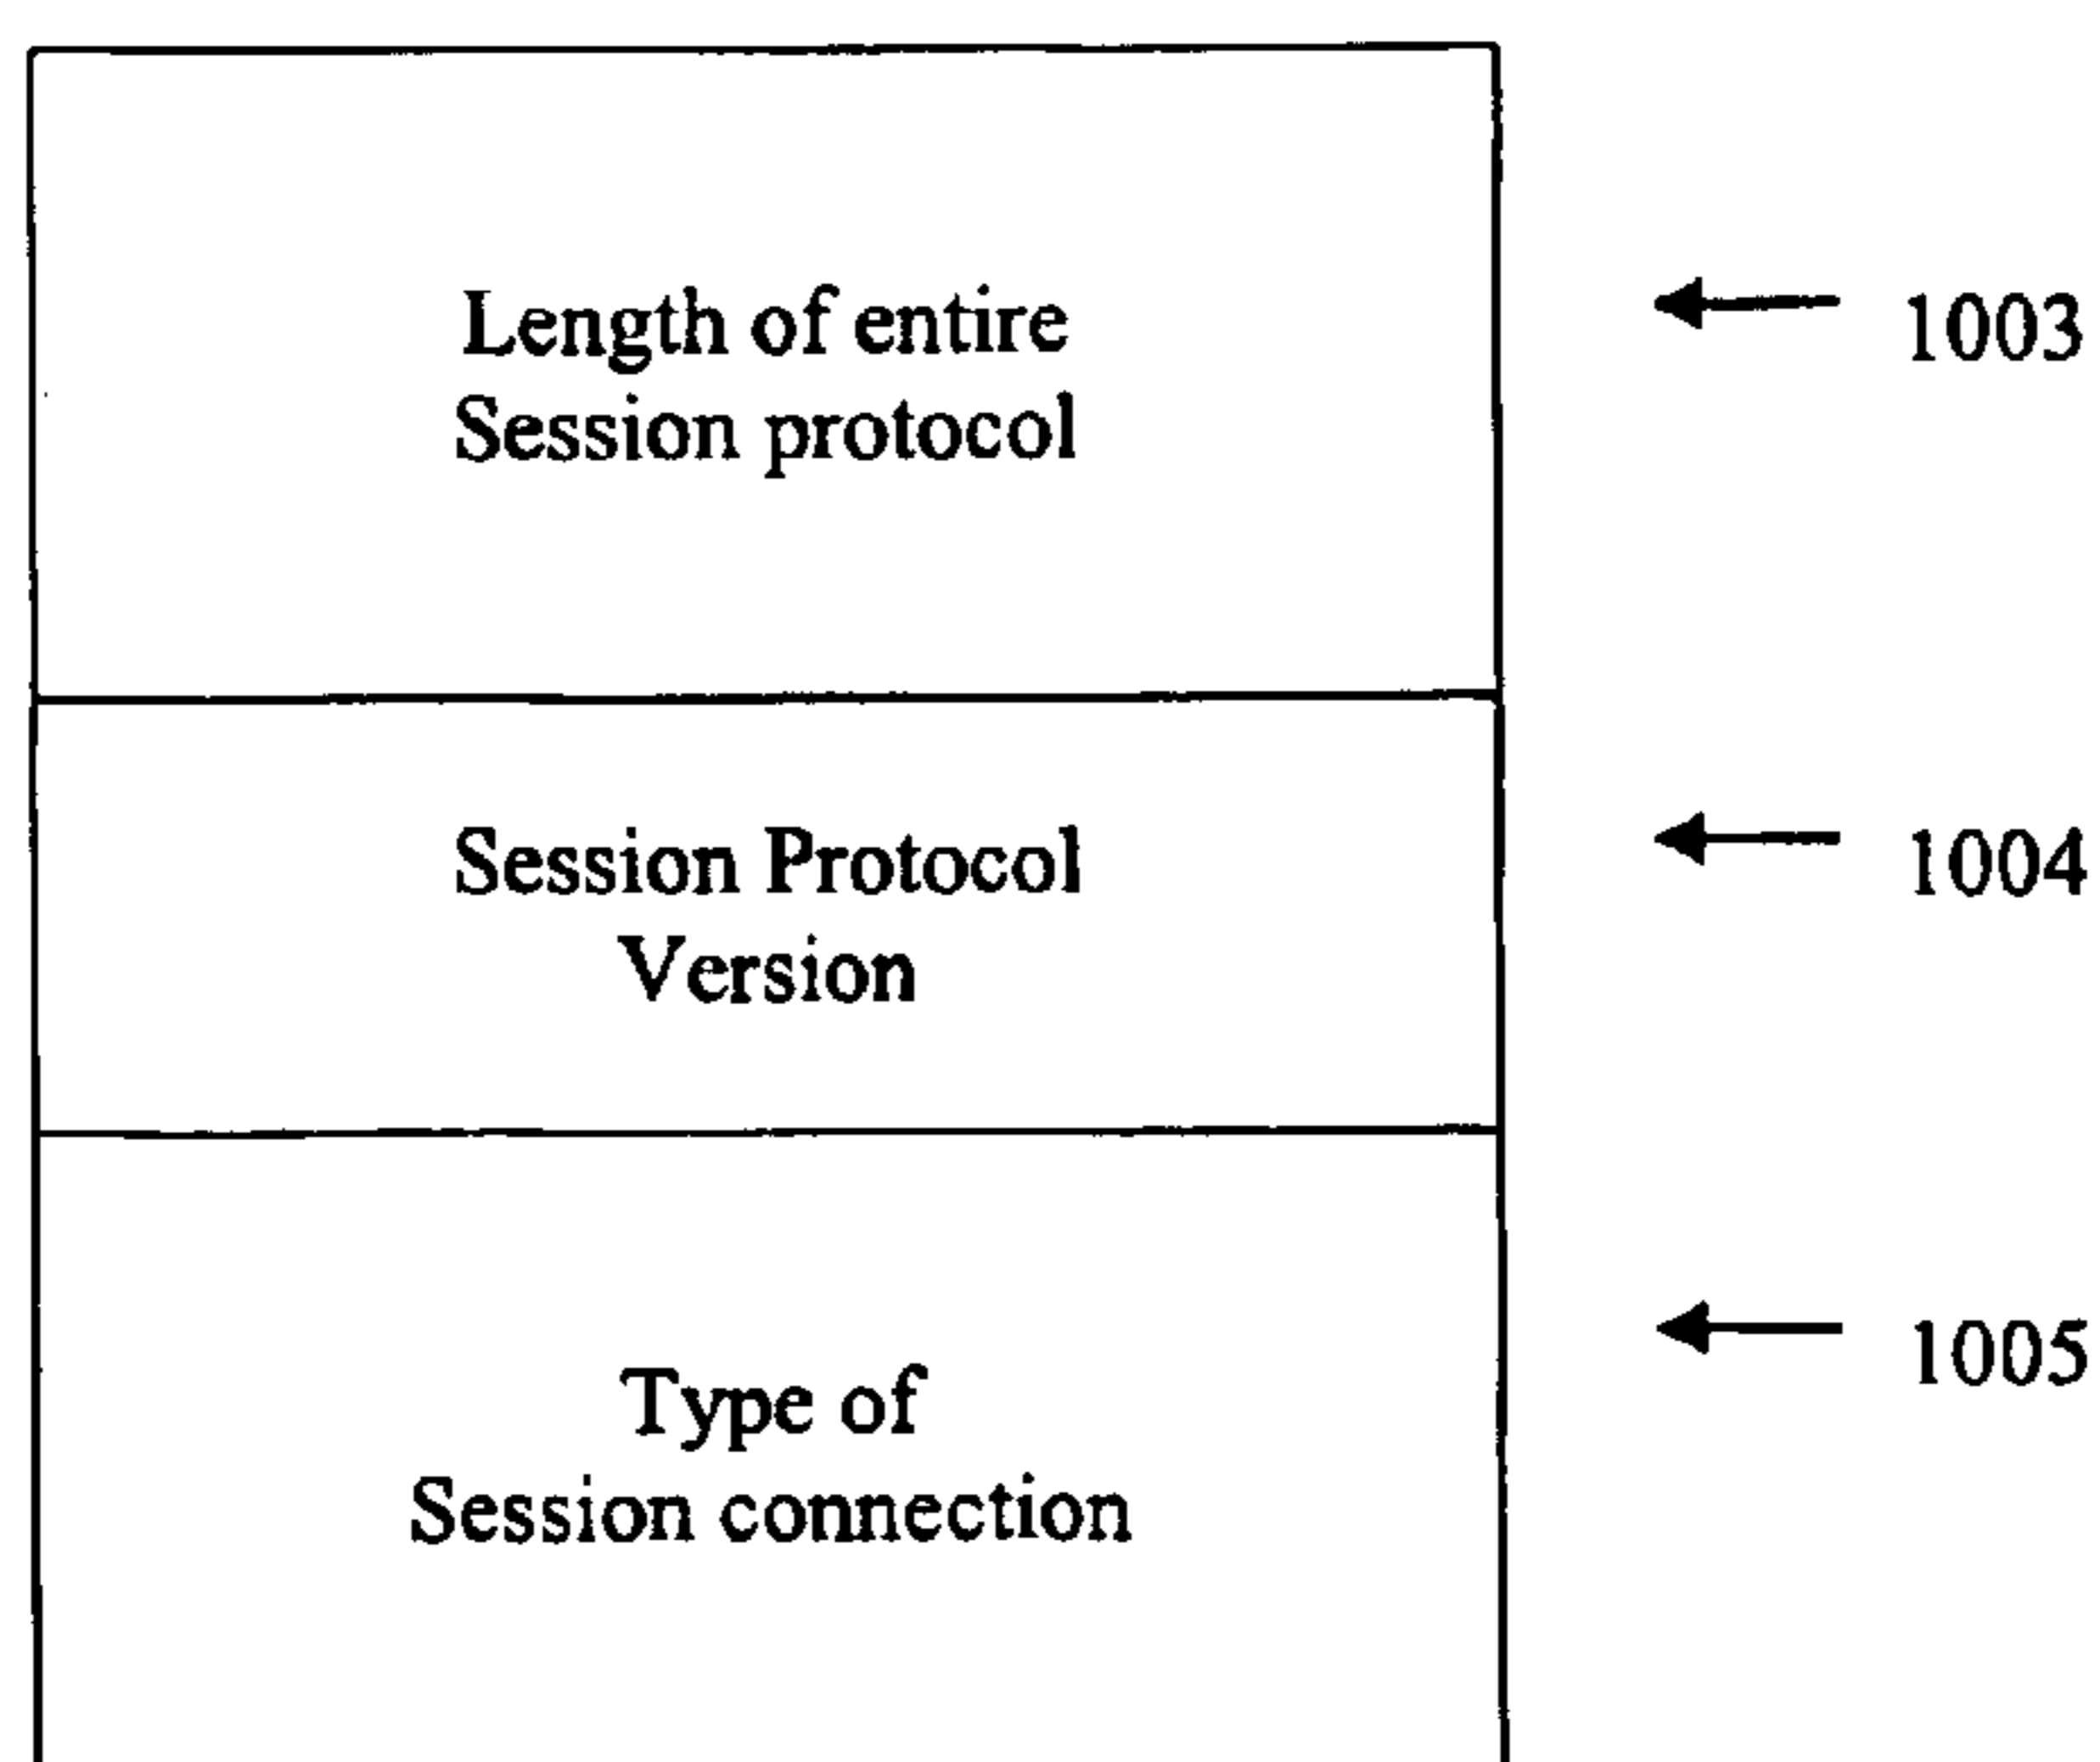 Length of entire
Session protocol
1003
Session Protocol
Version
1004
Type of
Session connection
1005